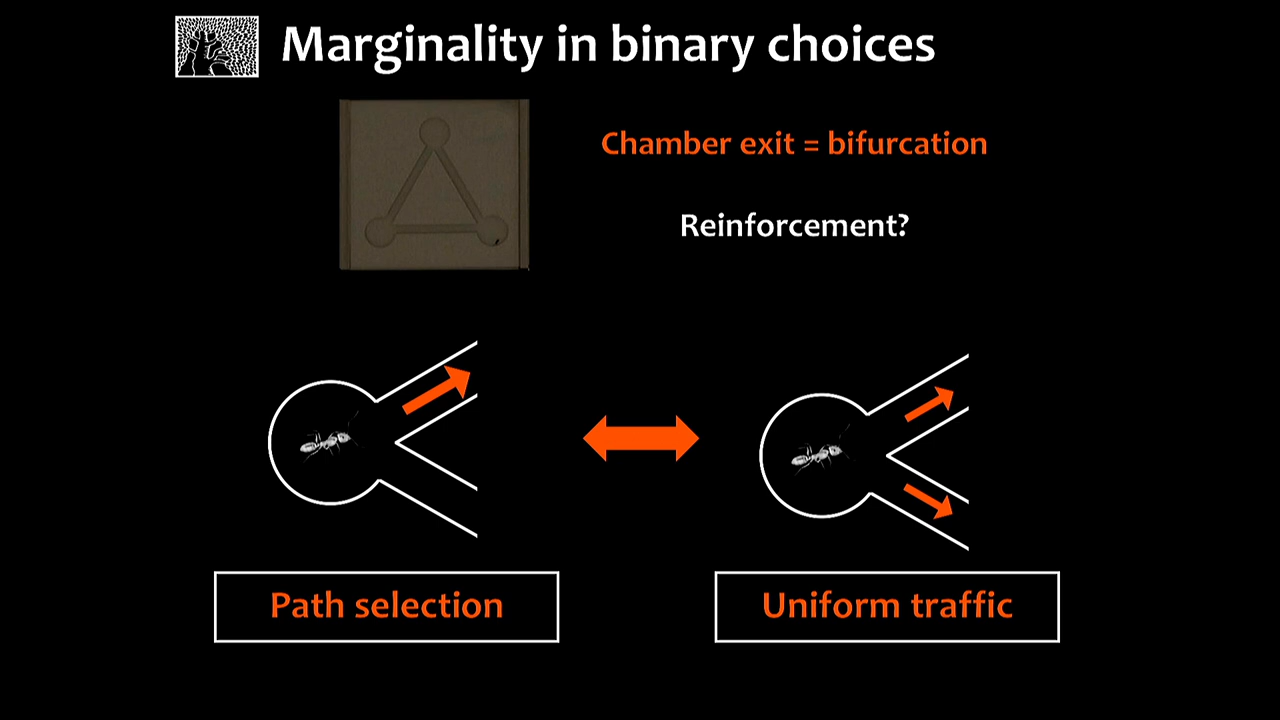 Marginality in binary choices
Chamber exit = bifurcation
Reinforcement?
Path selection
Uniform traffic